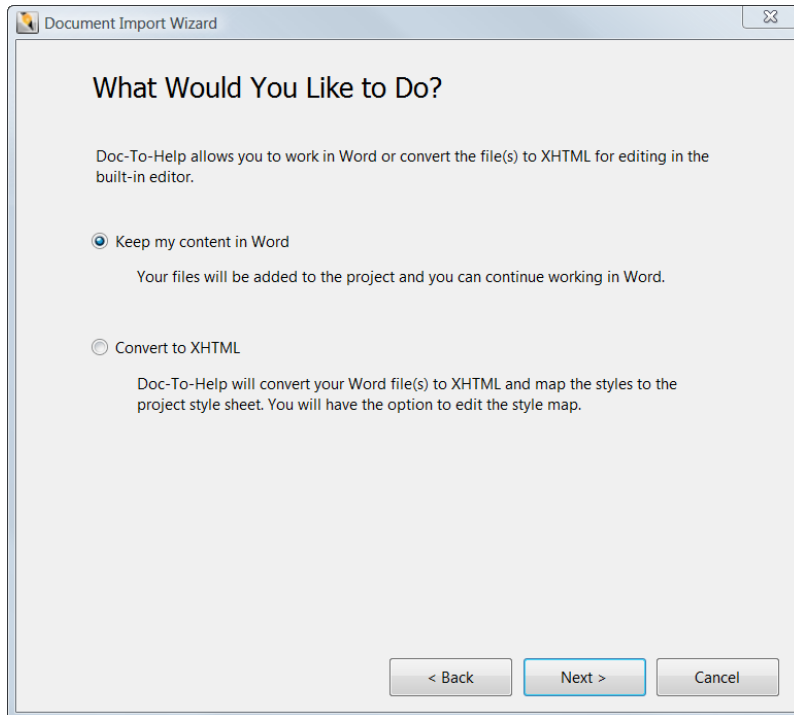 Document Import Wizard
What Would You Like to Do?
Doc-To-Help allows you to work in Word or convert the file(s) to XHTML for editing in the
built-in editor.
Keep my content in Word
Your files will be added to the project and you can continue working in Word.
Convert to XHTML
Doc-To-Help will convert your Word file(s) to XHTML and map the styles to the
project style sheet. You will have the option to edit the style map.
< Back Next > Cancel